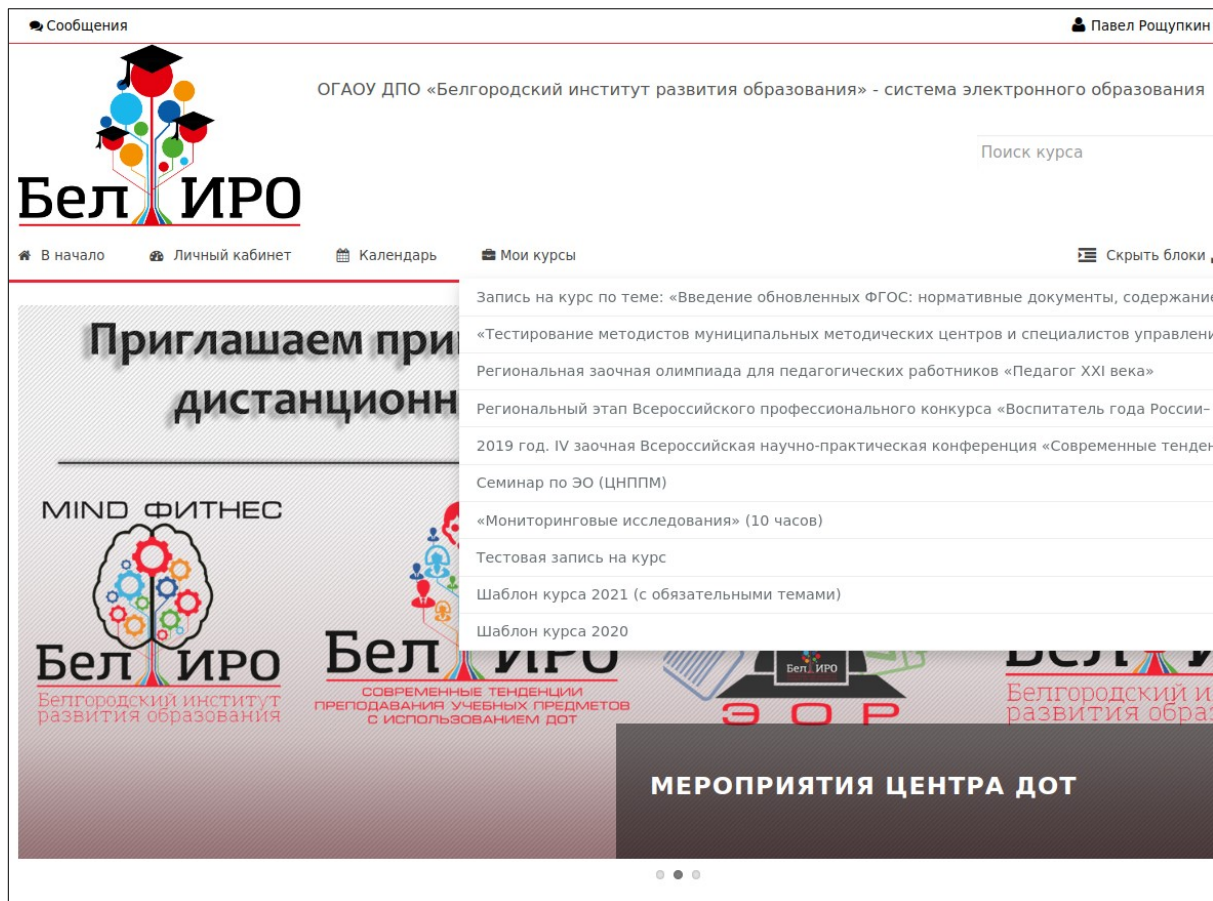 Сообщения
Павел Рощупкин
ОГАОУ ДПО «Белгородский институт развития образования» - система электронного образования
Поиск курса
Бел ИРО
В начало
Личный кабинет
Календарь
Мои курсы
Скрыть блоки
Запись на курс по теме: «Введение обновленных ФГОС: нормативные документы, содержание
«Тестирование методистов муниципальных методических центров и специалистов управлени
Региональная заочная олимпиада для педагогических работников «Педагог XXI века»
Региональный этап Всероссийского профессионального конкурса «Воспитатель года России–
2019 год. IV заочная Всероссийская научно-практическая конференция «Современные тенден
Семинар по ЭО (ЦНППМ)
«Мониторинговые исследования» (10 часов)
Тестовая запись на курс
Шаблон курса 2021 (с обязательными темами)
Шаблон курса 2020
Приглашаем при
дистанционн
MIND ФИТНЕС
Бел ИРО
Белгородский институт
развития образования
Бел ИРО
СОВРЕМЕННЫЕ ТЕНДЕНЦИИ
ПРЕПОДАВАНИЯ УЧЕБНЫХ ПРЕДМЕТОВ
С ИСПОЛЬЗОВАНИЕМ ДОТ
Бел ИРО
ЭОР
Бел И
Белгородский и
развития образ
МЕРОПРИЯТИЯ ЦЕНТРА ДОТ